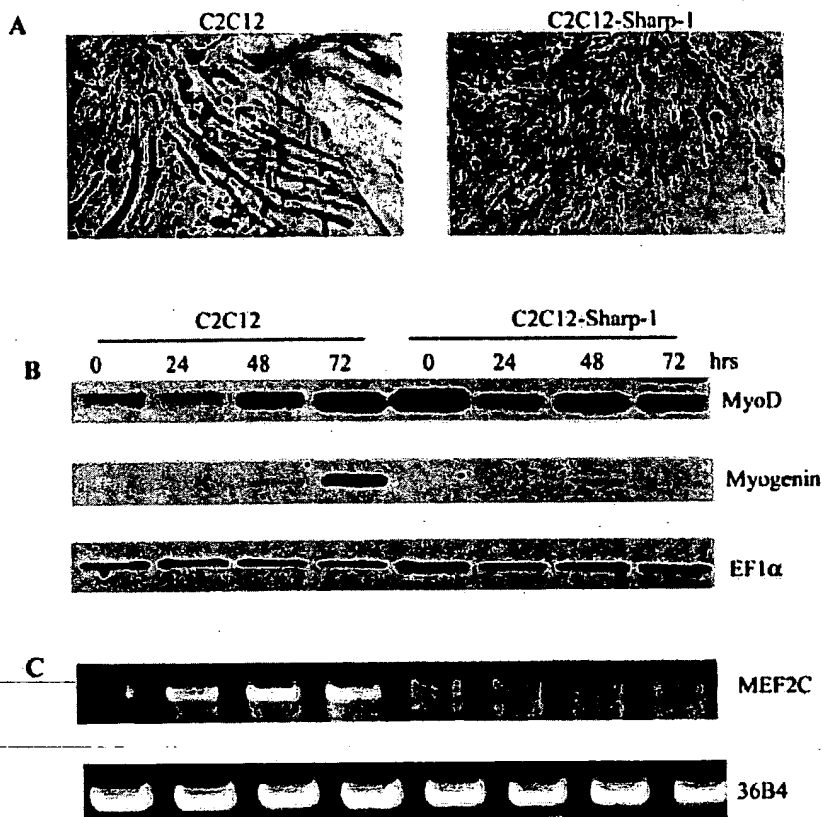 A
C2C12
C2C12-Sharp-1
C2C12
C2C12-Sharp-1
B
0 24 48 72 0 24 48 72 hrs
MyoD
Myogenin
EF1α
C
MEF2C
36B4